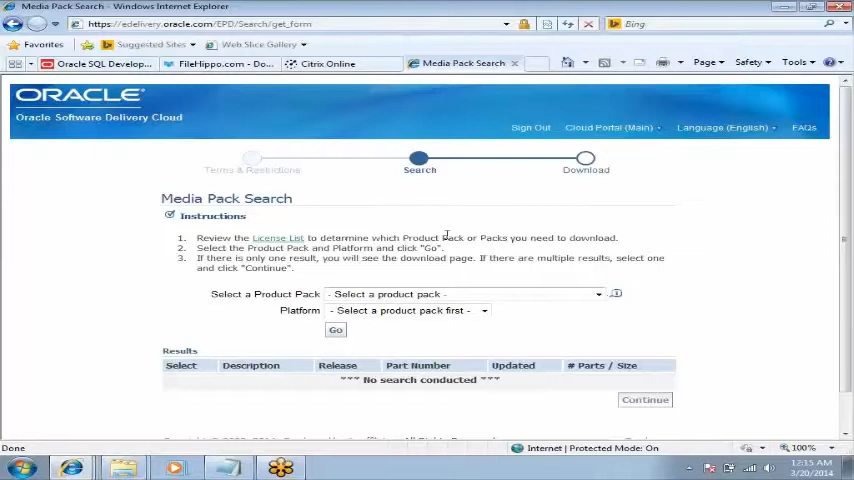 Media Pack Search - Windows Internet Explorer
https://edelivery.oracle.com/EPD/Search/get_form
Bing
Favorites
Suggested Sites
Web Slice Gallery
Oracle SQL Develop...
FileHippo.com - Do...
Citrix Online
Media Pack Search
Page
Safety
Tools
ORACLE
Oracle Software Delivery Cloud
Sign Out
Cloud Portal (Main)
Language (English)
FAQs
Terms & Restrictions
Search
Download
Media Pack Search
Instructions
1. Review the License List to determine which Product Pack or Packs you need to download.
2. Select the Product Pack and Platform and click "Go".
3. If there is only one result, you will see the download page. If there are multiple results, select one
and click "Continue".
Select a Product Pack - Select a product pack -
Platform - Select a product pack first -
Go
Results
Select Description Release Part Number Updated # Parts / Size
*** No search conducted ***
Continue
Done
Internet | Protected Mode: On
100%
12:15 AM
3/20/2014